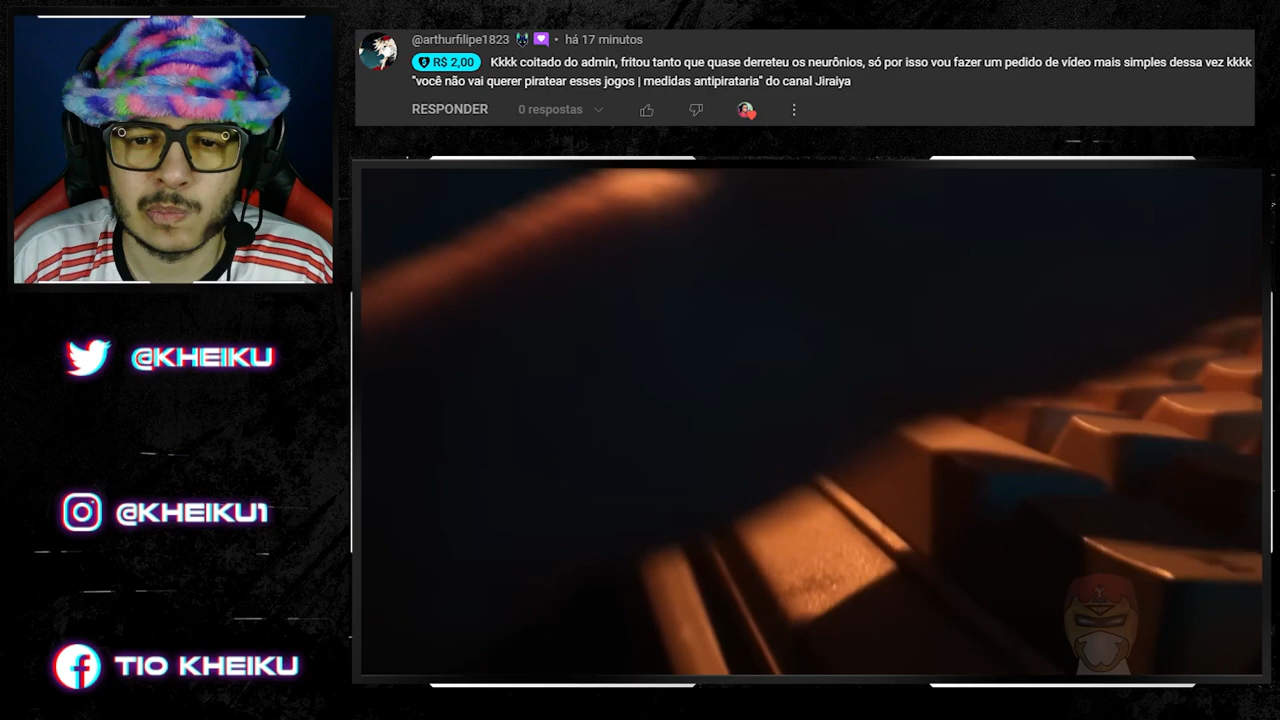 @arthurfilipe1823 • há 17 minutos
R$ 2,00 Kkkk coitado do admin, fritou tanto que quase derreteu os neurônios, só por isso vou fazer um pedido de vídeo mais simples dessa vez kkkk
"você não vai querer piratear esses jogos | medidas antipirataria" do canal Jiraiya
RESPONDER 0 respostas
@KHEIKU
@KHEIKU1
TIO KHEIKU